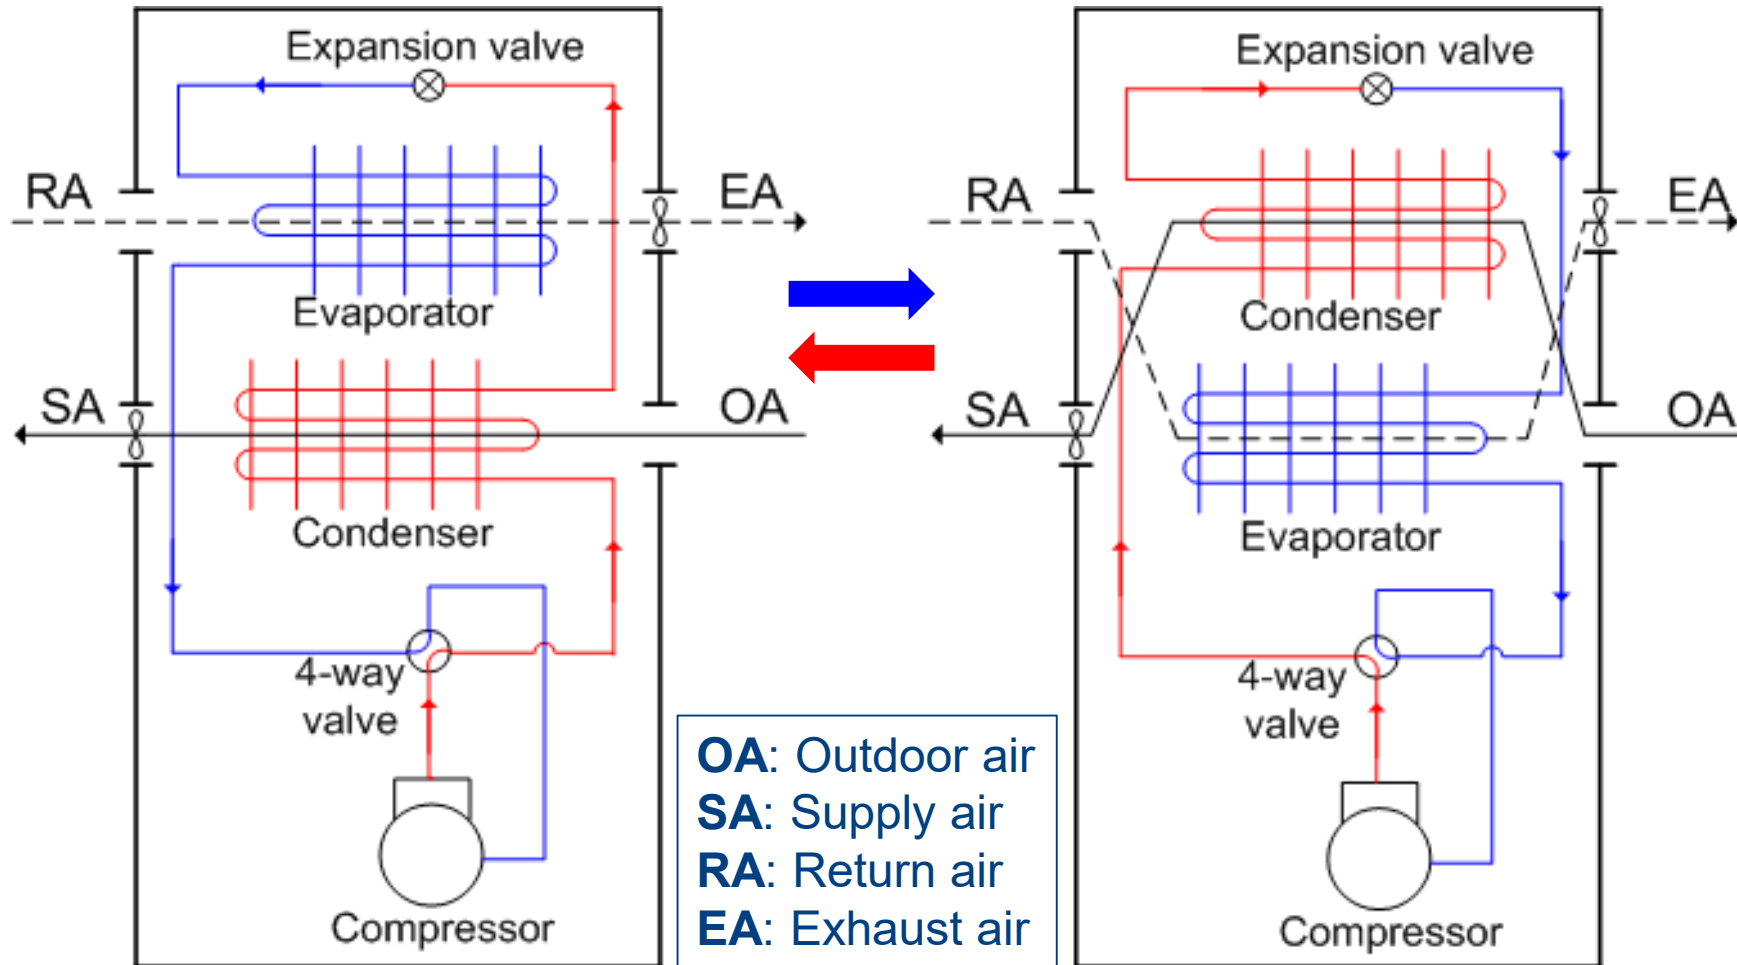 Expansion valve
RA
EA
Evaporator
SA
OA
Condenser
4-way
valve
Compressor
Expansion valve
RA
EA
Condenser
SA
OA
Evaporator
4-way
valve
Compressor
OA: Outdoor air
SA: Supply air
RA: Return air
EA: Exhaust air